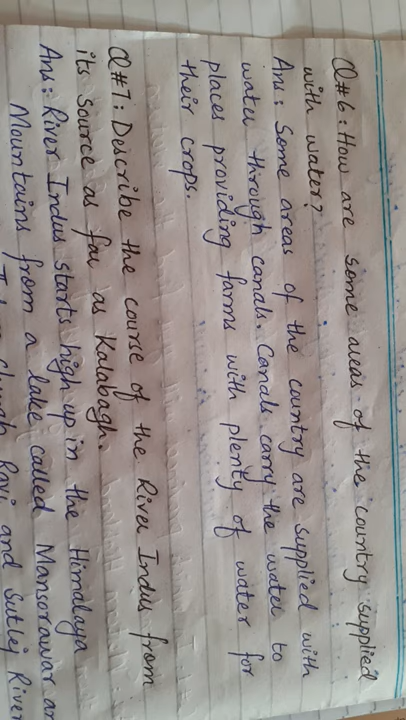 Q#6: How are some areas of the country supplied
with water?
Ans: Some areas of the country are supplied with
water through canals. Canals carry the water to
places providing farms with plenty of water for
their crops.
Q#7: Describe the course of the River Indus from
its source as far as Kalabagh.
Ans: River Indus starts high up in the Himalaya
Mountains from a lake called Manorawar an
Ravi and Sutlej River